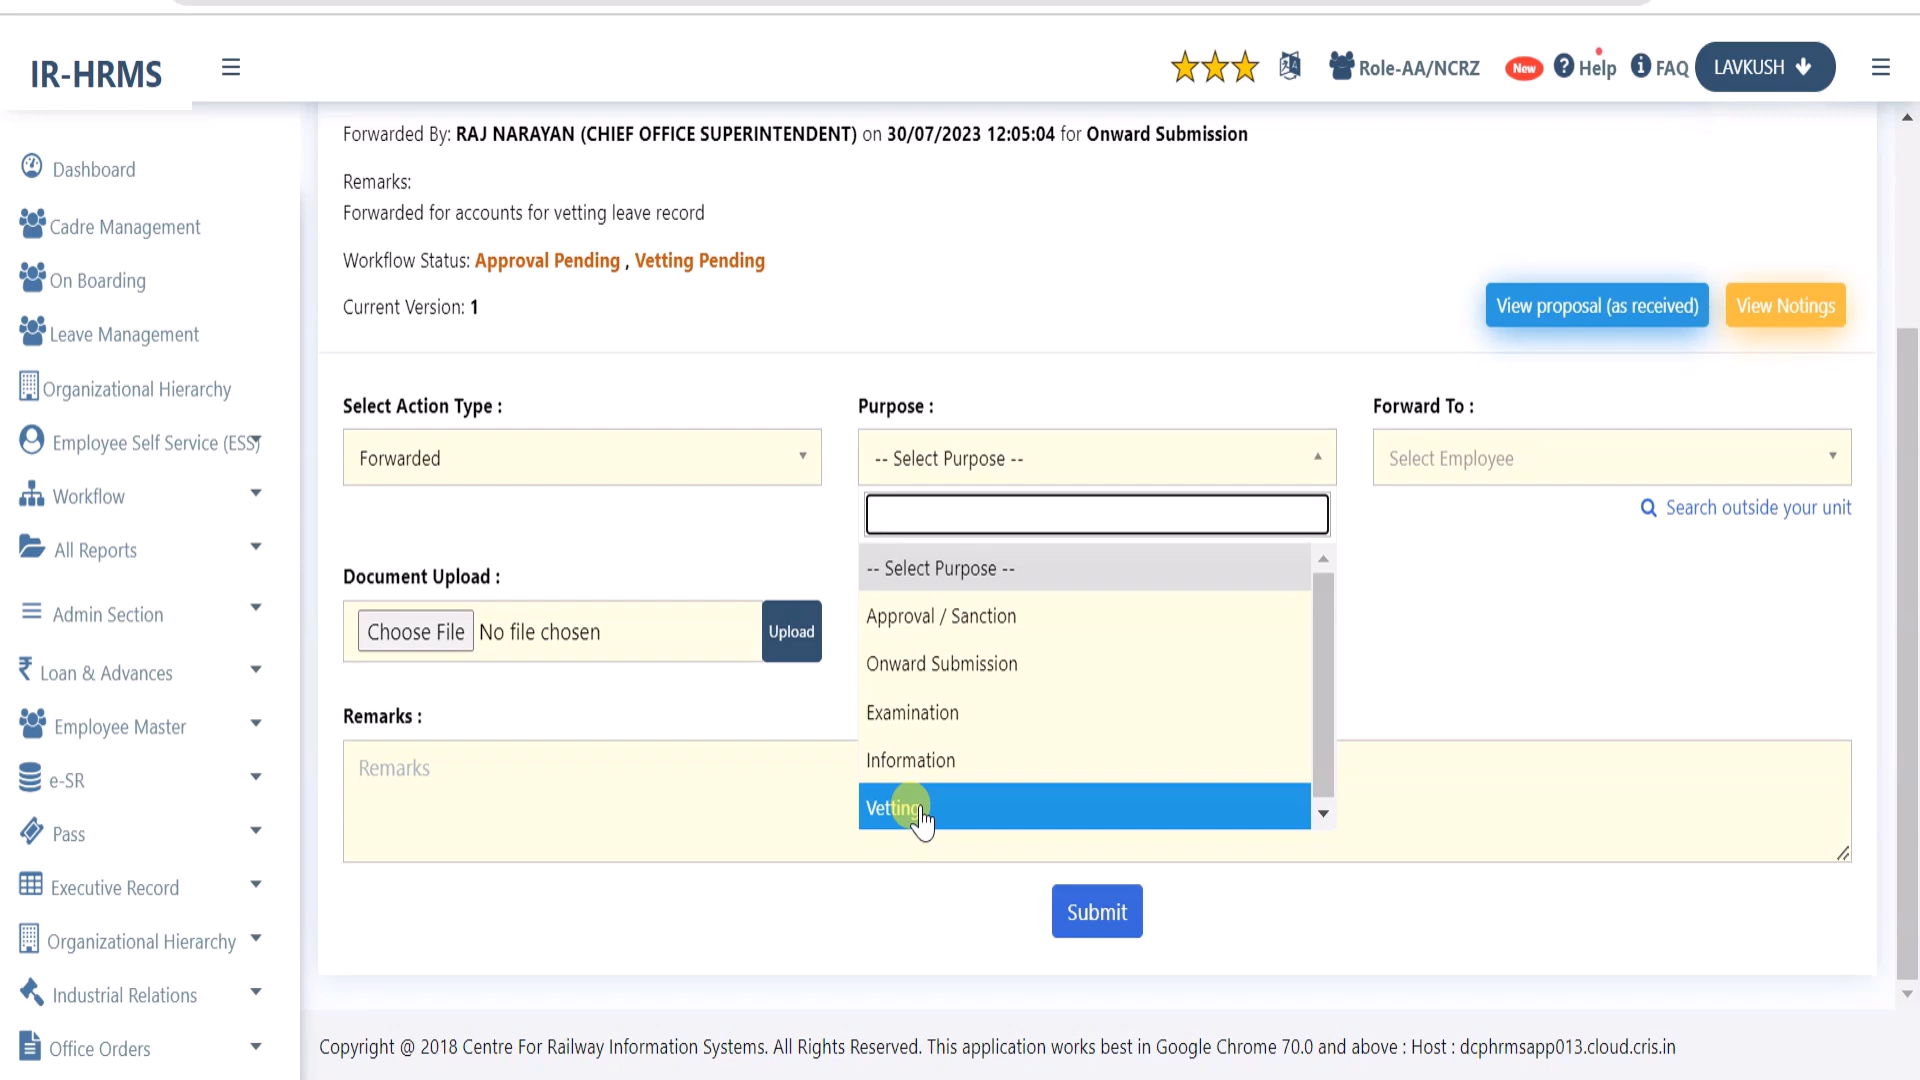 IR-HRMS
Role-AA/NCRZ
New
Help
FAQ
LAVKUSH
Dashboard
Cadre Management
On Boarding
Leave Management
Organizational Hierarchy
Employee Self Service (ESS)
Workflow
All Reports
Admin Section
Loan & Advances
Employee Master
e-SR
Pass
Executive Record
Organizational Hierarchy
Industrial Relations
Office Orders
Forwarded By: RAJ NARAYAN (CHIEF OFFICE SUPERINTENDENT) on 30/07/2023 12:05:04 for Onward Submission
Remarks:
Forwarded for accounts for vetting leave record
Workflow Status: Approval Pending , Vetting Pending
Current Version: 1
View proposal (as received)
View Notings
Select Action Type :
Forwarded
Purpose :
-- Select Purpose --
-- Select Purpose --
Approval / Sanction
Onward Submission
Examination
Information
Vetting
Forward To :
Select Employee
Search outside your unit
Document Upload :
Choose File No file chosen
Upload
Remarks :
Remarks
Submit
Copyright @ 2018 Centre For Railway Information Systems. All Rights Reserved. This application works best in Google Chrome 70.0 and above : Host : dcphrmsapp013.cloud.cris.in